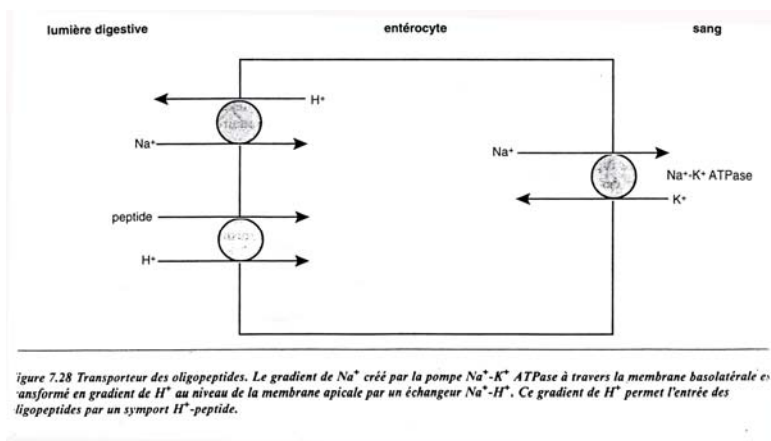 lumière digestive
entérocyte
sang
H⁺
Na⁺
Na⁺
Na⁺-K⁺ ATPase
K⁺
peptide
H⁺
igure 7.28 Transporteur des oligopeptides. Le gradient de Na⁺ créé par la pompe Na⁺-K⁺ ATPase à travers la membrane basolatérale
ansformé en gradient de H⁺ au niveau de la membrane apicale par un échangeur Na⁺-H⁺. Ce gradient de H⁺ permet l'entrée des
ligopeptides par un symport H⁺-peptide.